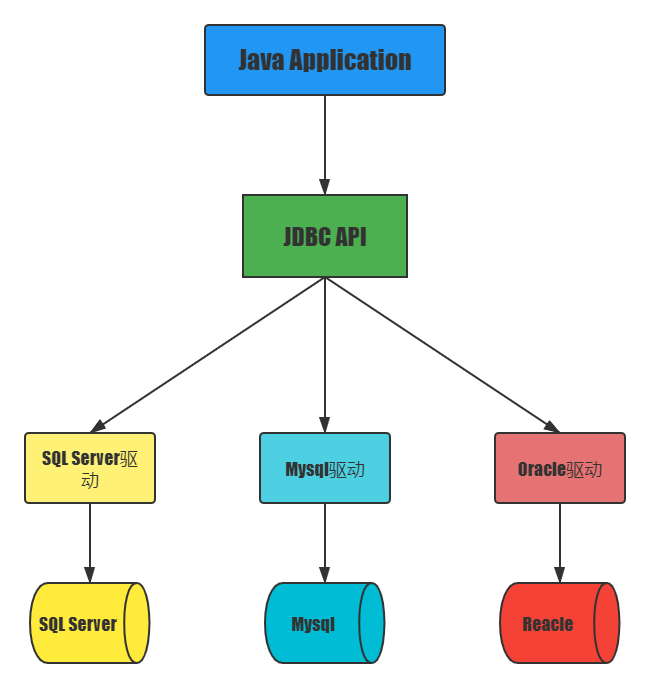 Java Application
JDBC API
SQL Server驱
动
Mysql驱动
Oracle驱动
SQL Server
Mysql
Reacle